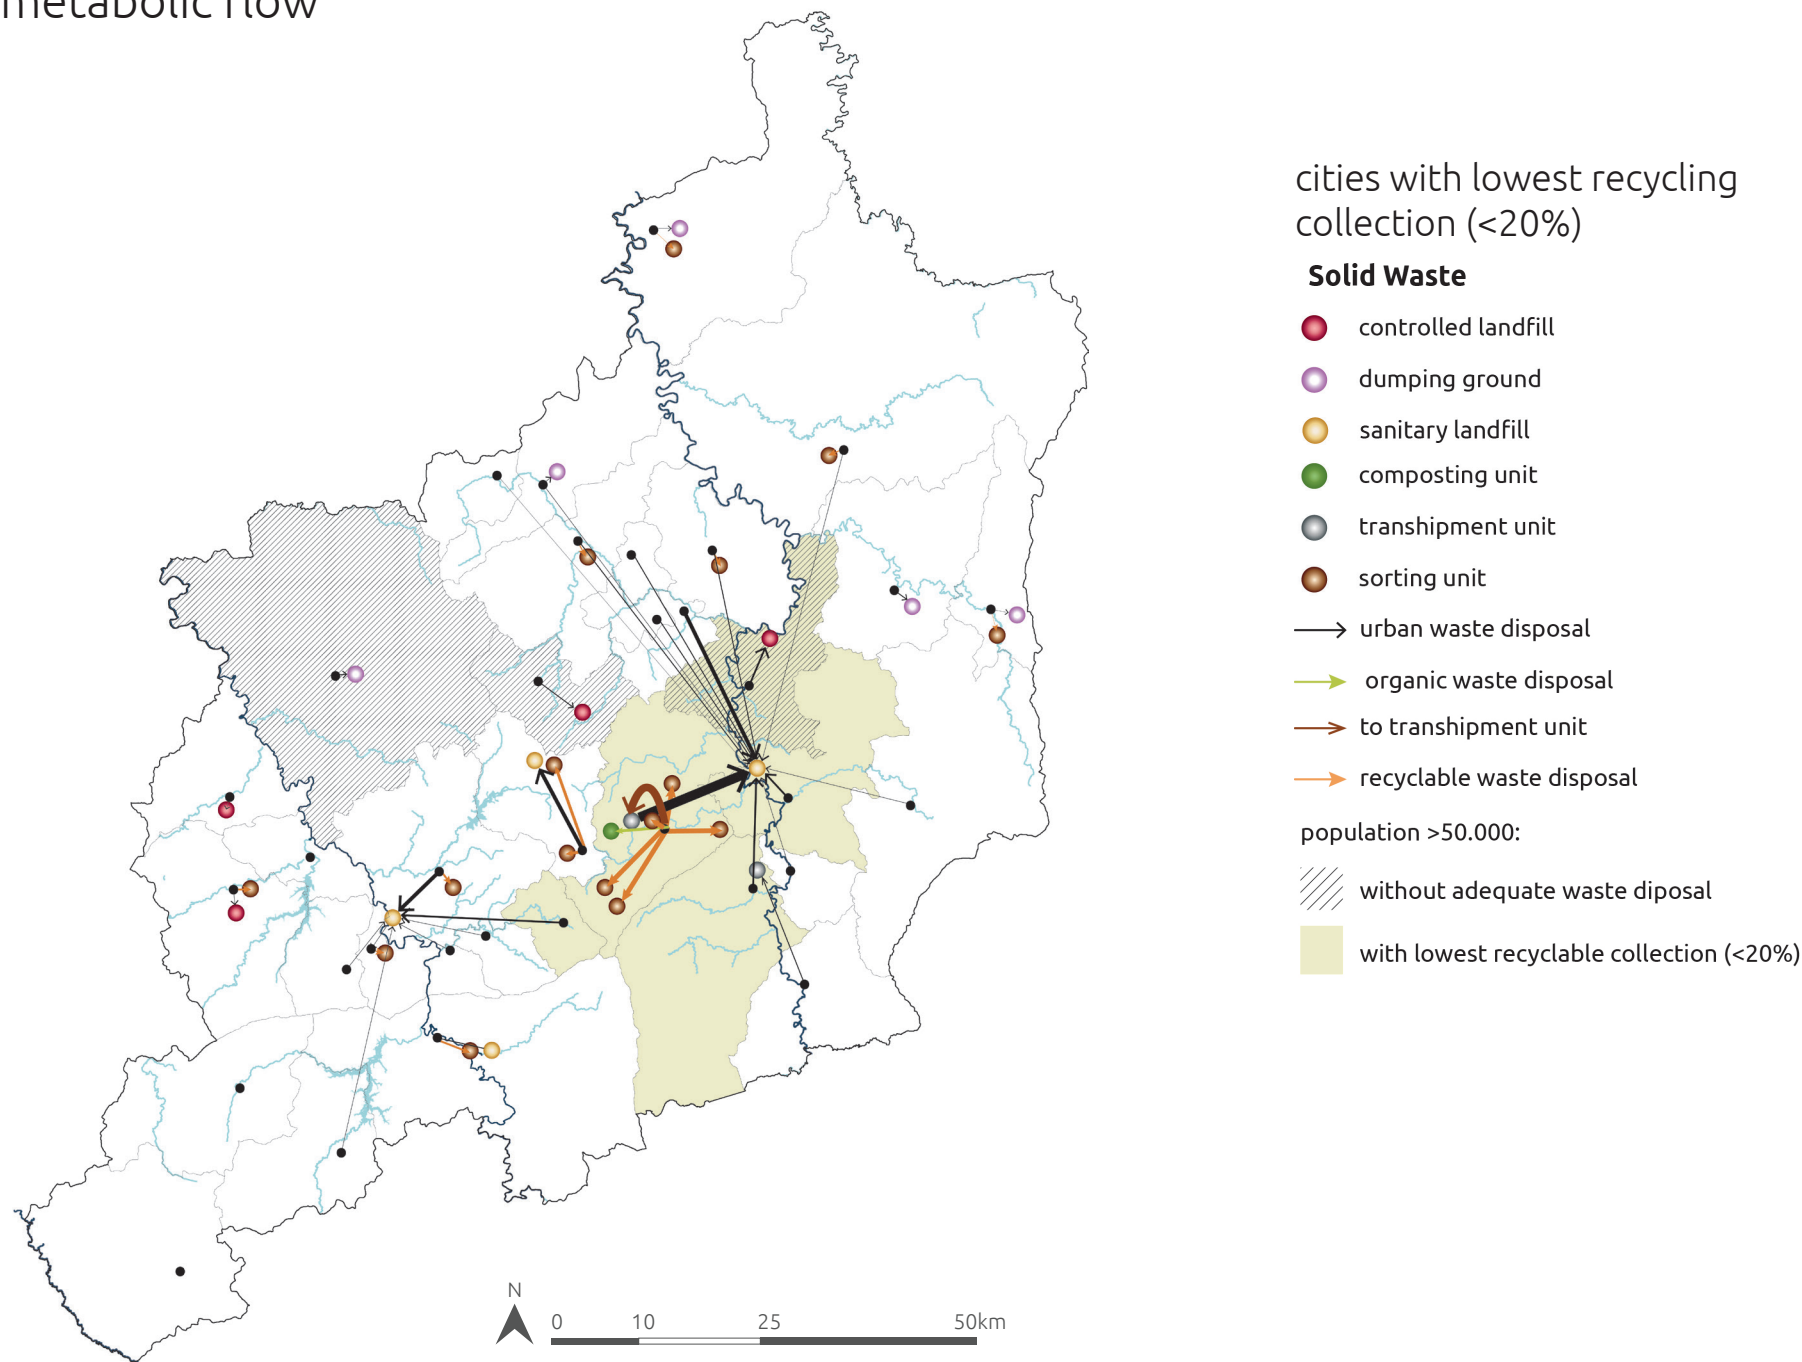 metabolic flow
cities with lowest recycling
collection (<20%)
Solid Waste
controlled landfill
dumping ground
sanitary landfill
composting unit
transhipment unit
sorting unit
urban waste disposal
organic waste disposal
to transhipment unit
recyclable waste disposal
population >50.000:
without adequate waste diposal
with lowest recyclable collection (<20%)
N
0 10 25 50km